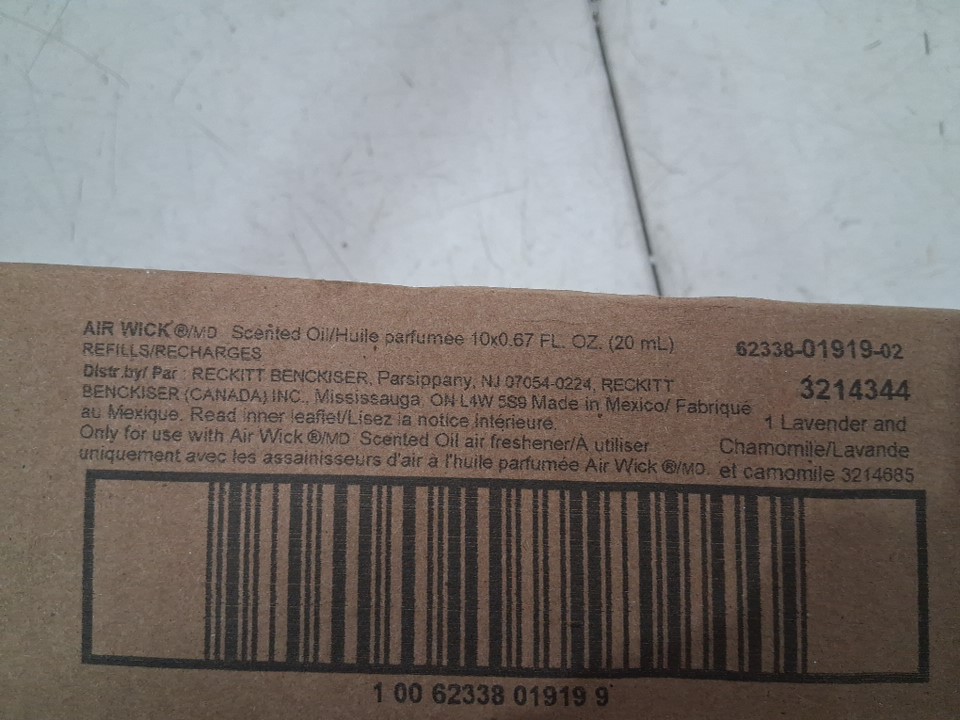 AIR WICK®/MD Scented Oil/Huile parfumée 10x0.67 FL. OZ. (20 mL)
REFILLS/RECHARGES
Distr.by/ Par : RECKITT BENCKISER, Parsippany, NJ 07054-0224, RECKITT
BENCKISER (CANADA) INC., Mississauga, ON L4W 5S9 Made in Mexico/ Fabriqué
au Mexique. Read inner leaflet/Lisez la notice intérieure.
Only for use with Air Wick ®/MD Scented Oil air freshener/À utiliser
uniquement avec les assainisseurs d'air à l'huile parfumée Air Wick ®/MD.
62338-01919-02
3214344
1 Lavender and
Chamomile/Lavande
et camomile 3214685
1 00 62338 01919 9